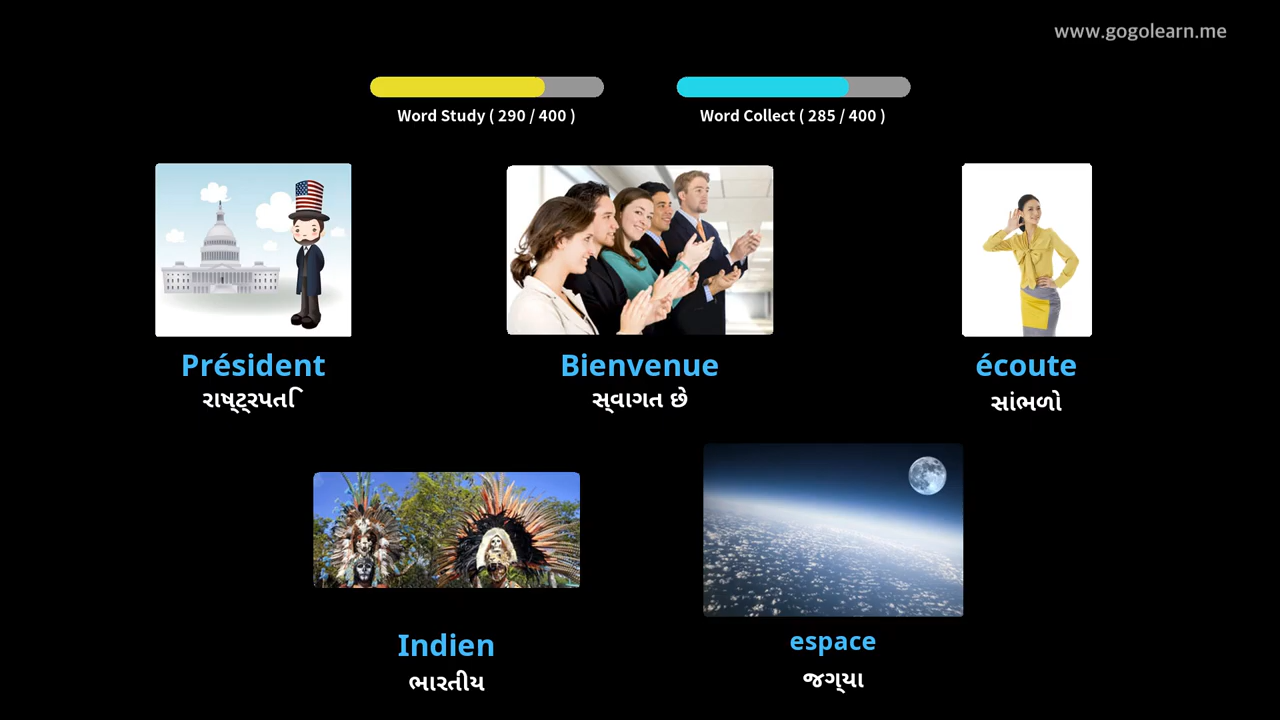 www.gogolearn.me
Word Study ( 290 / 400 )
Word Collect ( 285 / 400 )
Président
રાષ્ટ્રપતિ
Bienvenue
સ્વાગત છે
écoute
સાંભળો
Indien
ભારતીય
espace
જગ્યા